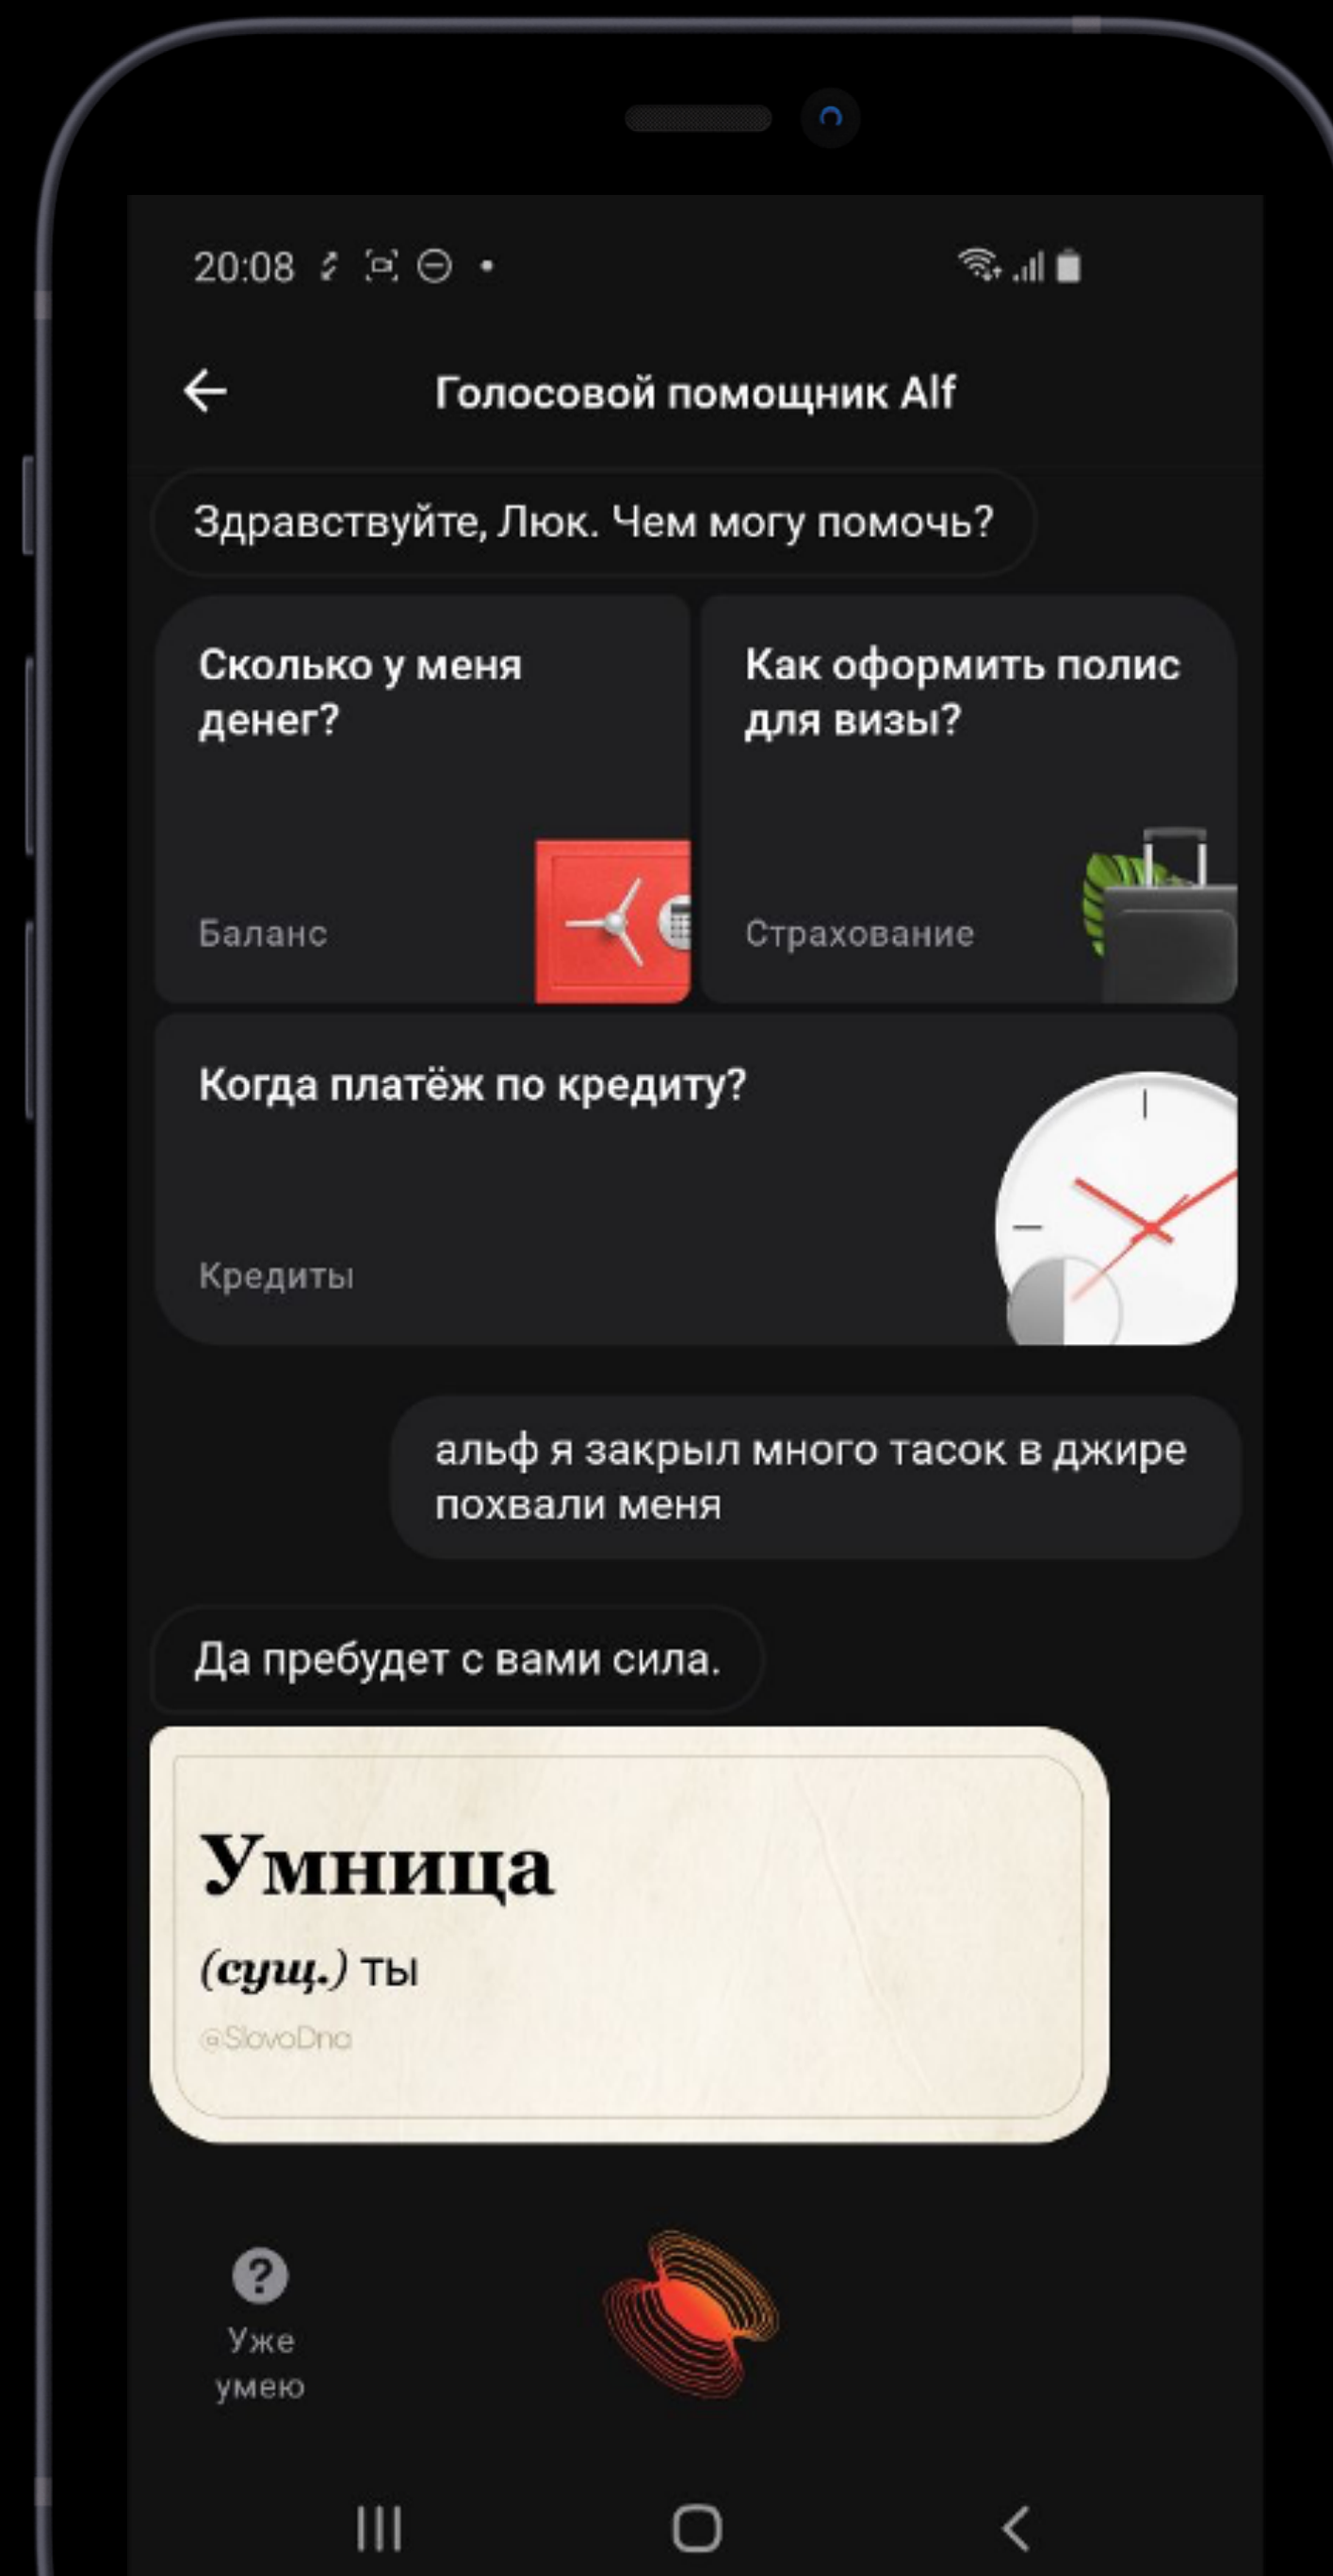 20:08
Голосовой помощник Alf
Здравствуйте, Люк. Чем могу помочь?
Сколько у меня
денег?
Баланс
Как оформить полис
для визы?
Страхование
Когда платёж по кредиту?
Кредиты
альф я закрыл много тасок в джире
похвали меня
Да пребудет с вами сила.
Умница
(сущ.) ты
@SlovoDna
?
Уже
умею